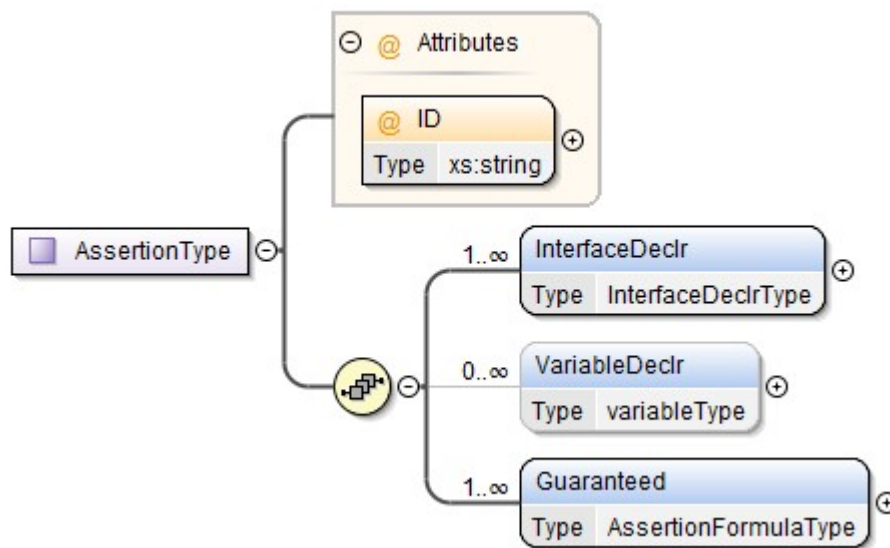 @ Attributes
@ ID
Type xs:string
AssertionType
1..∞ InterfaceDeclr
Type InterfaceDeclrType
0..∞ VariableDeclr
Type variableType
1..∞ Guaranteed
Type AssertionFormulaType